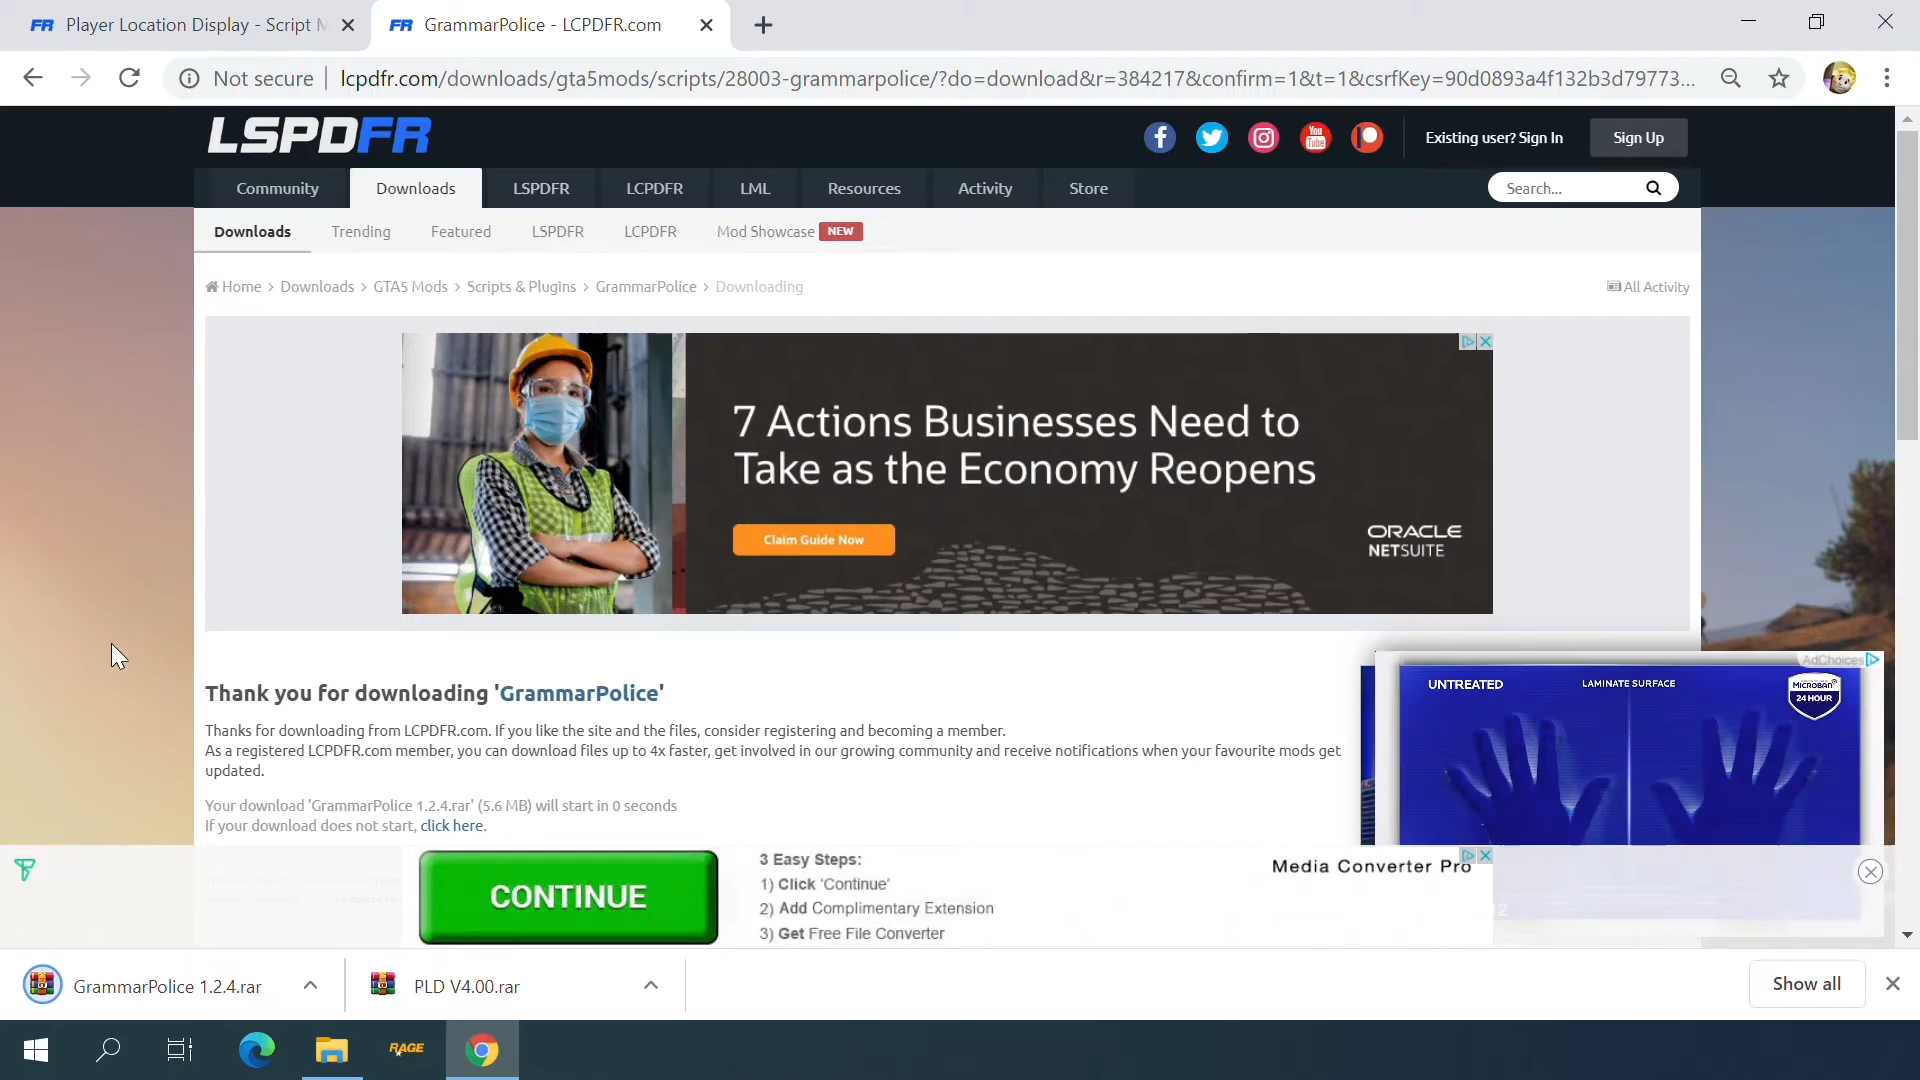 Player Location Display - Script M
GrammarPolice - LCPDFR.com
Not secure
lcpdfr.com/downloads/gta5mods/scripts/28003-grammarpolice/?do=download&r=384217&confirm=1&t=1&csrfKey=90d0893a4f132b3d79773...
LSPDFR
Existing user? Sign In
Sign Up
Community
Downloads
LSPDFR
LCPDFR
LML
Resources
Activity
Store
Search...
Downloads
Trending
Featured
LSPDFR
LCPDFR
Mod Showcase NEW
Home > Downloads > GTA5 Mods > Scripts & Plugins > GrammarPolice > Downloading
All Activity
7 Actions Businesses Need to
Take as the Economy Reopens
Claim Guide Now
ORACLE
NETSUITE
Thank you for downloading 'GrammarPolice'
Thanks for downloading from LCPDFR.com. If you like the site and the files, consider registering and becoming a member.
As a registered LCPDFR.com member, you can download files up to 4x faster, get involved in our growing community and receive notifications when your favourite mods get
updated.
Your download 'GrammarPolice 1.2.4.rar' (5.6 MB) will start in 0 seconds
If your download does not start, click here.
AdChoices
UNTREATED
LAMINATE SURFACE
MICROBAN
24 HOUR
CONTINUE
3 Easy Steps:
1) Click 'Continue'
2) Add Complimentary Extension
3) Get Free File Converter
Media Converter Pro
GrammarPolice 1.2.4.rar
PLD V4.00.rar
Show all
RAGE